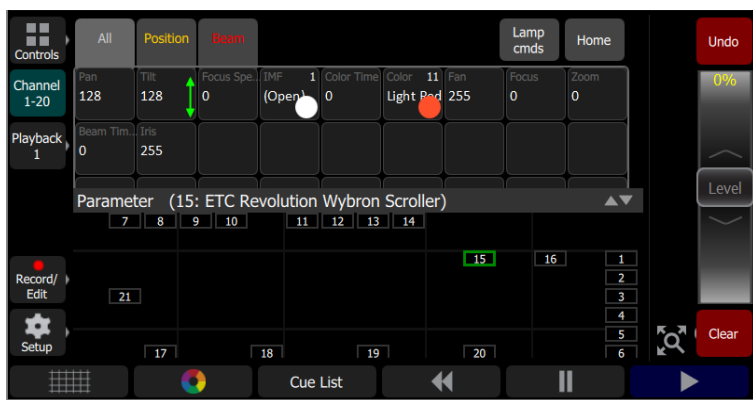 Controls
All
Position
Beam
Lamp
cmds
Home
Undo
Channel
1-20
Pan
128
Tilt
128
Focus Spe..
0
IMF 1
(Open)
Color Time
0
Color 11
Light Red
Fan
255
Focus
0
Zoom
0
0%
Playback
1
Beam Tim..
0
Iris
255
Level
Parameter (15: ETC Revolution Wybron Scroller)
7 8 9 10 11 12 13 14
15 16 1
2
Record/
Edit
21 3
4
Setup
5
Clear
17 18 19 20 6
Cue List